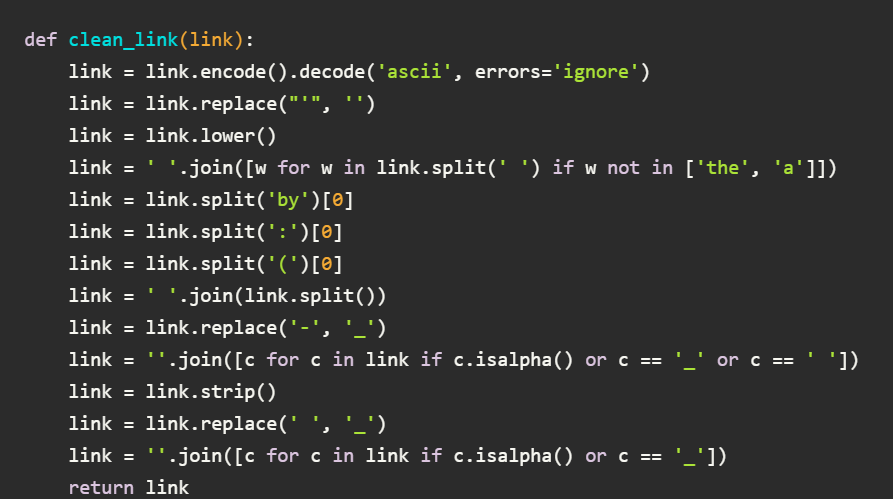 def clean_link(link):
    link = link.encode().decode('ascii', errors='ignore')
    link = link.replace("'", '')
    link = link.lower()
    link = ' '.join([w for w in link.split(' ') if w not in ['the', 'a']])
    link = link.split('by')[0]
    link = link.split(':')[0]
    link = link.split('(')[0]
    link = ' '.join(link.split())
    link = link.replace('-', '_')
    link = ''.join([c for c in link if c.isalpha() or c == '_' or c == ' '])
    link = link.strip()
    link = link.replace(' ', '_')
    link = ''.join([c for c in link if c.isalpha() or c == '_'])
    return link